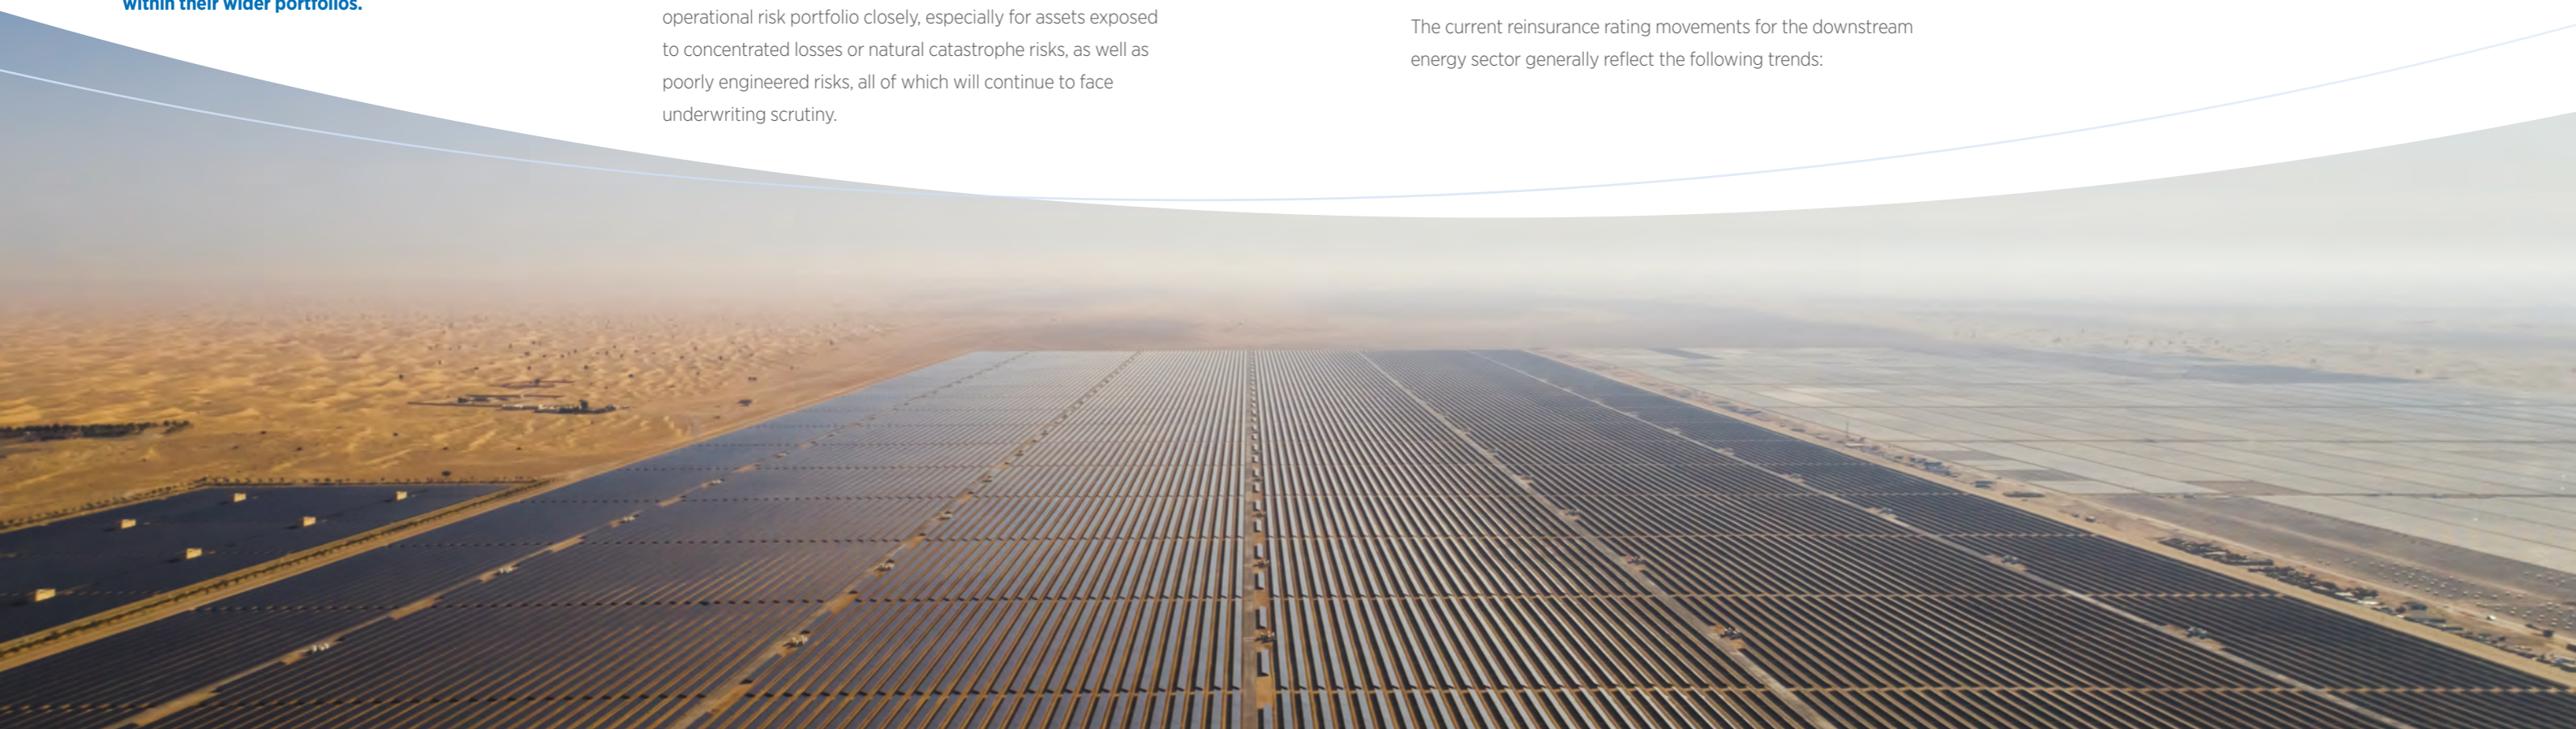 within their wider portfolios.
operational risk portfolio closely, especially for assets exposed
to concentrated losses or natural catastrophe risks, as well as
poorly engineered risks, all of which will continue to face
underwriting scrutiny.
The current reinsurance rating movements for the downstream
energy sector generally reflect the following trends: